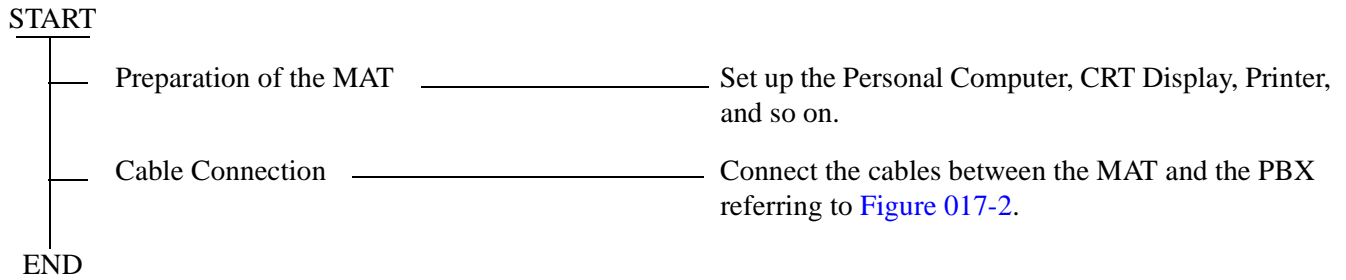 START
Preparation of the MAT Set up the Personal Computer, CRT Display, Printer,
and so on.
Cable Connection Connect the cables between the MAT and the PBX
referring to Figure 017-2.
END